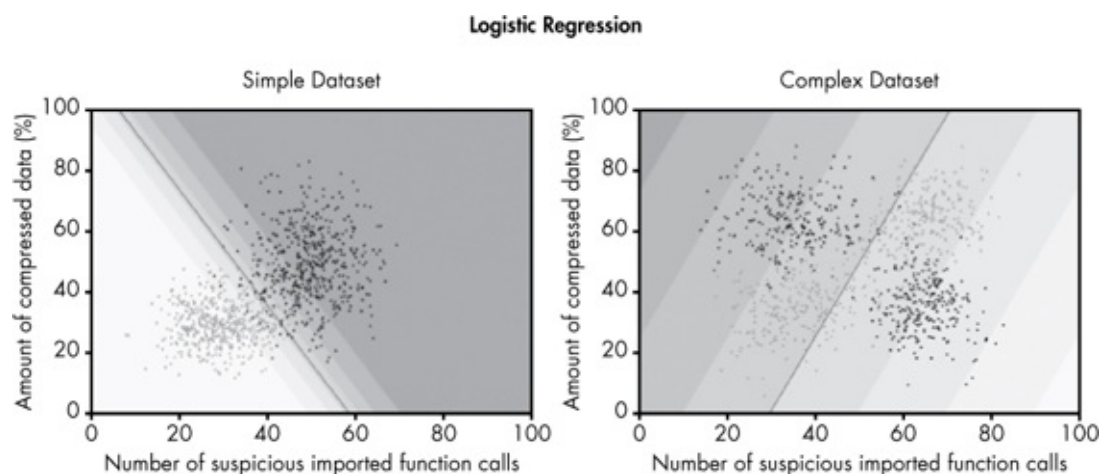 Logistic Regression
Simple Dataset
Amount of compressed data (%)
100
80
60
40
20
0
0 20 40 60 80 100
Number of suspicious imported function calls
Complex Dataset
Amount of compressed data (%)
100
80
60
40
20
0
0 20 40 60 80 100
Number of suspicious imported function calls